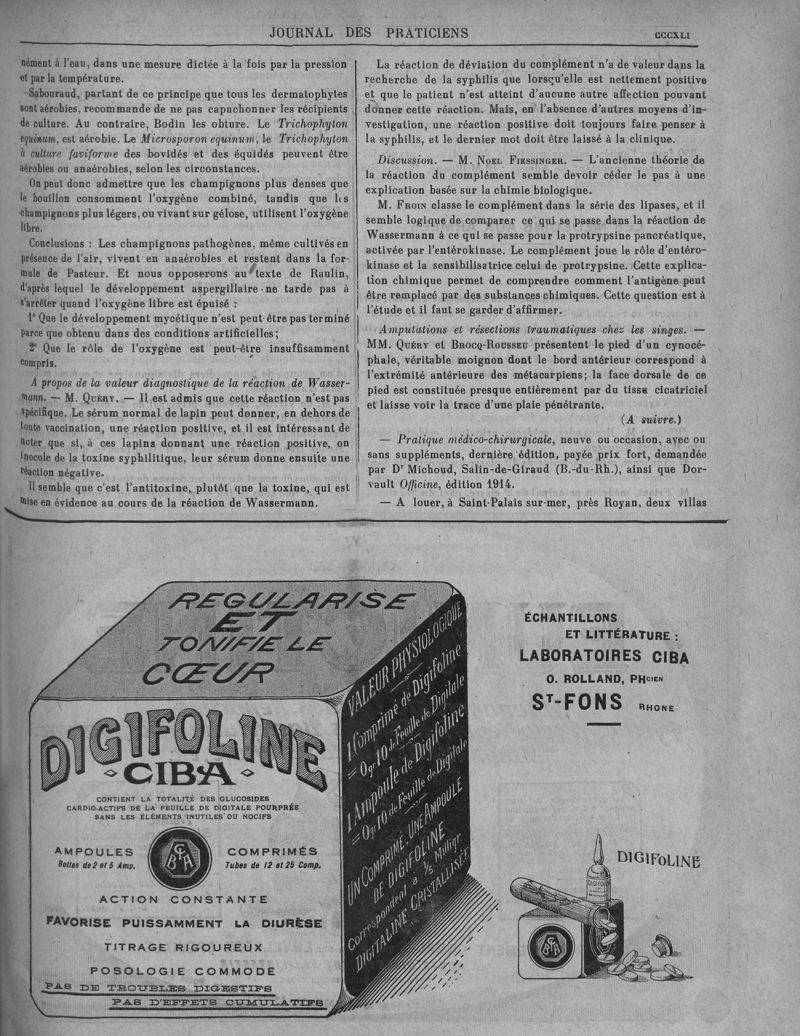 JOURNAL DES PRATICIENS
CCCXLI
nément à l'eau, dans une mesure dictée à la fois par la pression
et par la température.
Sabouraud, partant de ce principe que tous les dermatophytes
sont aérobies, recommande de ne pas capuchonner les récipients
de culture. Au contraire, Bodin les obture. Le Trichophyton
equinum, est aérobie. Le Microsporon equinum, le Trichophyton
à culture faviforme des bovidés et des équidés peuvent être
aérobies ou anaérobies, selon les circonstances.
On peut donc admettre que les champignons plus denses que
le bouillon consomment l'oxygène combiné, tandis que les
champignons plus légers, ou vivant sur gélose, utilisent l'oxygène
libre.
Conclusions : Les champignons pathogènes, même cultivés en
présence de l'air, vivent en anaérobies et restent dans la for-
mule de Pasteur. Et nous opposerons au texte de Raulin,
d'après lequel le développement aspergillaire ne tarde pas à
s'arrêter quand l'oxygène libre est épuisé :
1° Que le développement mycétique n'est peut être pas terminé
parce que obtenu dans des conditions artificielles ;
2° Que le rôle de l'oxygène est peut-être insuffisamment
compris.
A propos de la valeur diagnostique de la réaction de Wasser-
mann. — M. QUÉRY. — Il est admis que cette réaction n'est pas
spécifique. Le sérum normal de lapin peut donner, en dehors de
toute vaccination, une réaction positive, et il est intéressant de
noter que si, à ces lapins donnant une réaction positive, on
inocule de la toxine syphilitique, leur sérum donne ensuite une
réaction négative.
Il semble que c'est l'antitoxine, plutôt que la toxine, qui est
mise en évidence au cours de la réaction de Wassermann.
La réaction de déviation du complément n'a de valeur dans la
recherche de la syphilis que lorsqu'elle est nettement positive
et que le patient n'est atteint d'aucune autre affection pouvant
donner cette réaction. Mais, en l'absence d'autres moyens d'in-
vestigation, une réaction positive doit toujours faire penser à
la syphilis, et le dernier mot doit être laissé à la clinique.
Discussion. — M. NOEL FIESSINGER. — L'ancienne théorie de
la réaction du complément semble devoir céder le pas à une
explication basée sur la chimie biologique.
M. FROIN classe le complément dans la série des lipases, et il
semble logique de comparer ce qui se passe dans la réaction de
Wassermann à ce qui se passe pour la protrypsine pancréatique,
activée par l'entérokinase. Le complément joue le rôle d'entéro-
kinase et la sensibilisatrice celui de protrypsine. Cette explica-
tion chimique permet de comprendre comment l'antigène peut
être remplacé par des substances chimiques. Cette question est à
l'étude et il faut se garder d'affirmer.
Amputations et résections traumatiques chez les singes. —
MM. QUÉRY et BROCQ-ROUSSEU présentent le pied d'un cynocé-
phale, véritable moignon dont le bord antérieur correspond à
l'extrémité antérieure des métacarpiens ; la face dorsale de ce
pied est constituée presque entièrement par du tissu cicatriciel
et laisse voir la trace d'une plaie pénétrante.
(A suivre.)
— Pratique médico-chirurgicale, neuve ou occasion, avec ou
sans suppléments, dernière édition, payée prix fort, demandée
par Dr Michoud, Salin-de-Giraud (B.-du-Rh.), ainsi que Dor-
vault Officine, édition 1914.
— A louer, à Saint-Palais sur-mer, près Royan, deux villas
REGULARISE
ET
TONIFIE LE
CŒUR
DIGIFOLINE
CIBA
CONTIENT LA TOTALITÉ DES GLUCOSIDES
CARDIO-ACTIFS DE LA FEUILLE DE DIGITALE POURPRÉE
SANS LES ÉLÉMENTS INUTILES OU NOCIFS
AMPOULES
Boîtes de 2 et 5 Amp.
CIBA
COMPRIMÉS
Tubes de 12 et 25 Comp.
ACTION CONSTANTE
FAVORISE PUISSAMMENT LA DIURÈSE
TITRAGE RIGOUREUX
POSOLOGIE COMMODE
PAS DE TROUBLES DIGESTIFS
PAS D'EFFETS CUMULATIFS
VALEUR PHYSIOLOGIQUE
1 Comprimé de Digifoline
= 0gr.10 de Feuille de Digitale
1 Ampoule de Digifoline
= 0gr.10 de Feuille de Digitale
UN COMPRIMÉ, UNE AMPOULE
DE DIGIFOLINE
Correspondent à 1/5 Milligr.
DIGITALINE CRISTALLISÉE
ÉCHANTILLONS
ET LITTÉRATURE :
LABORATOIRES CIBA
O. ROLLAND, PHCIEN
ST-FONS RHONE
DIGIFOLINE
CIBA